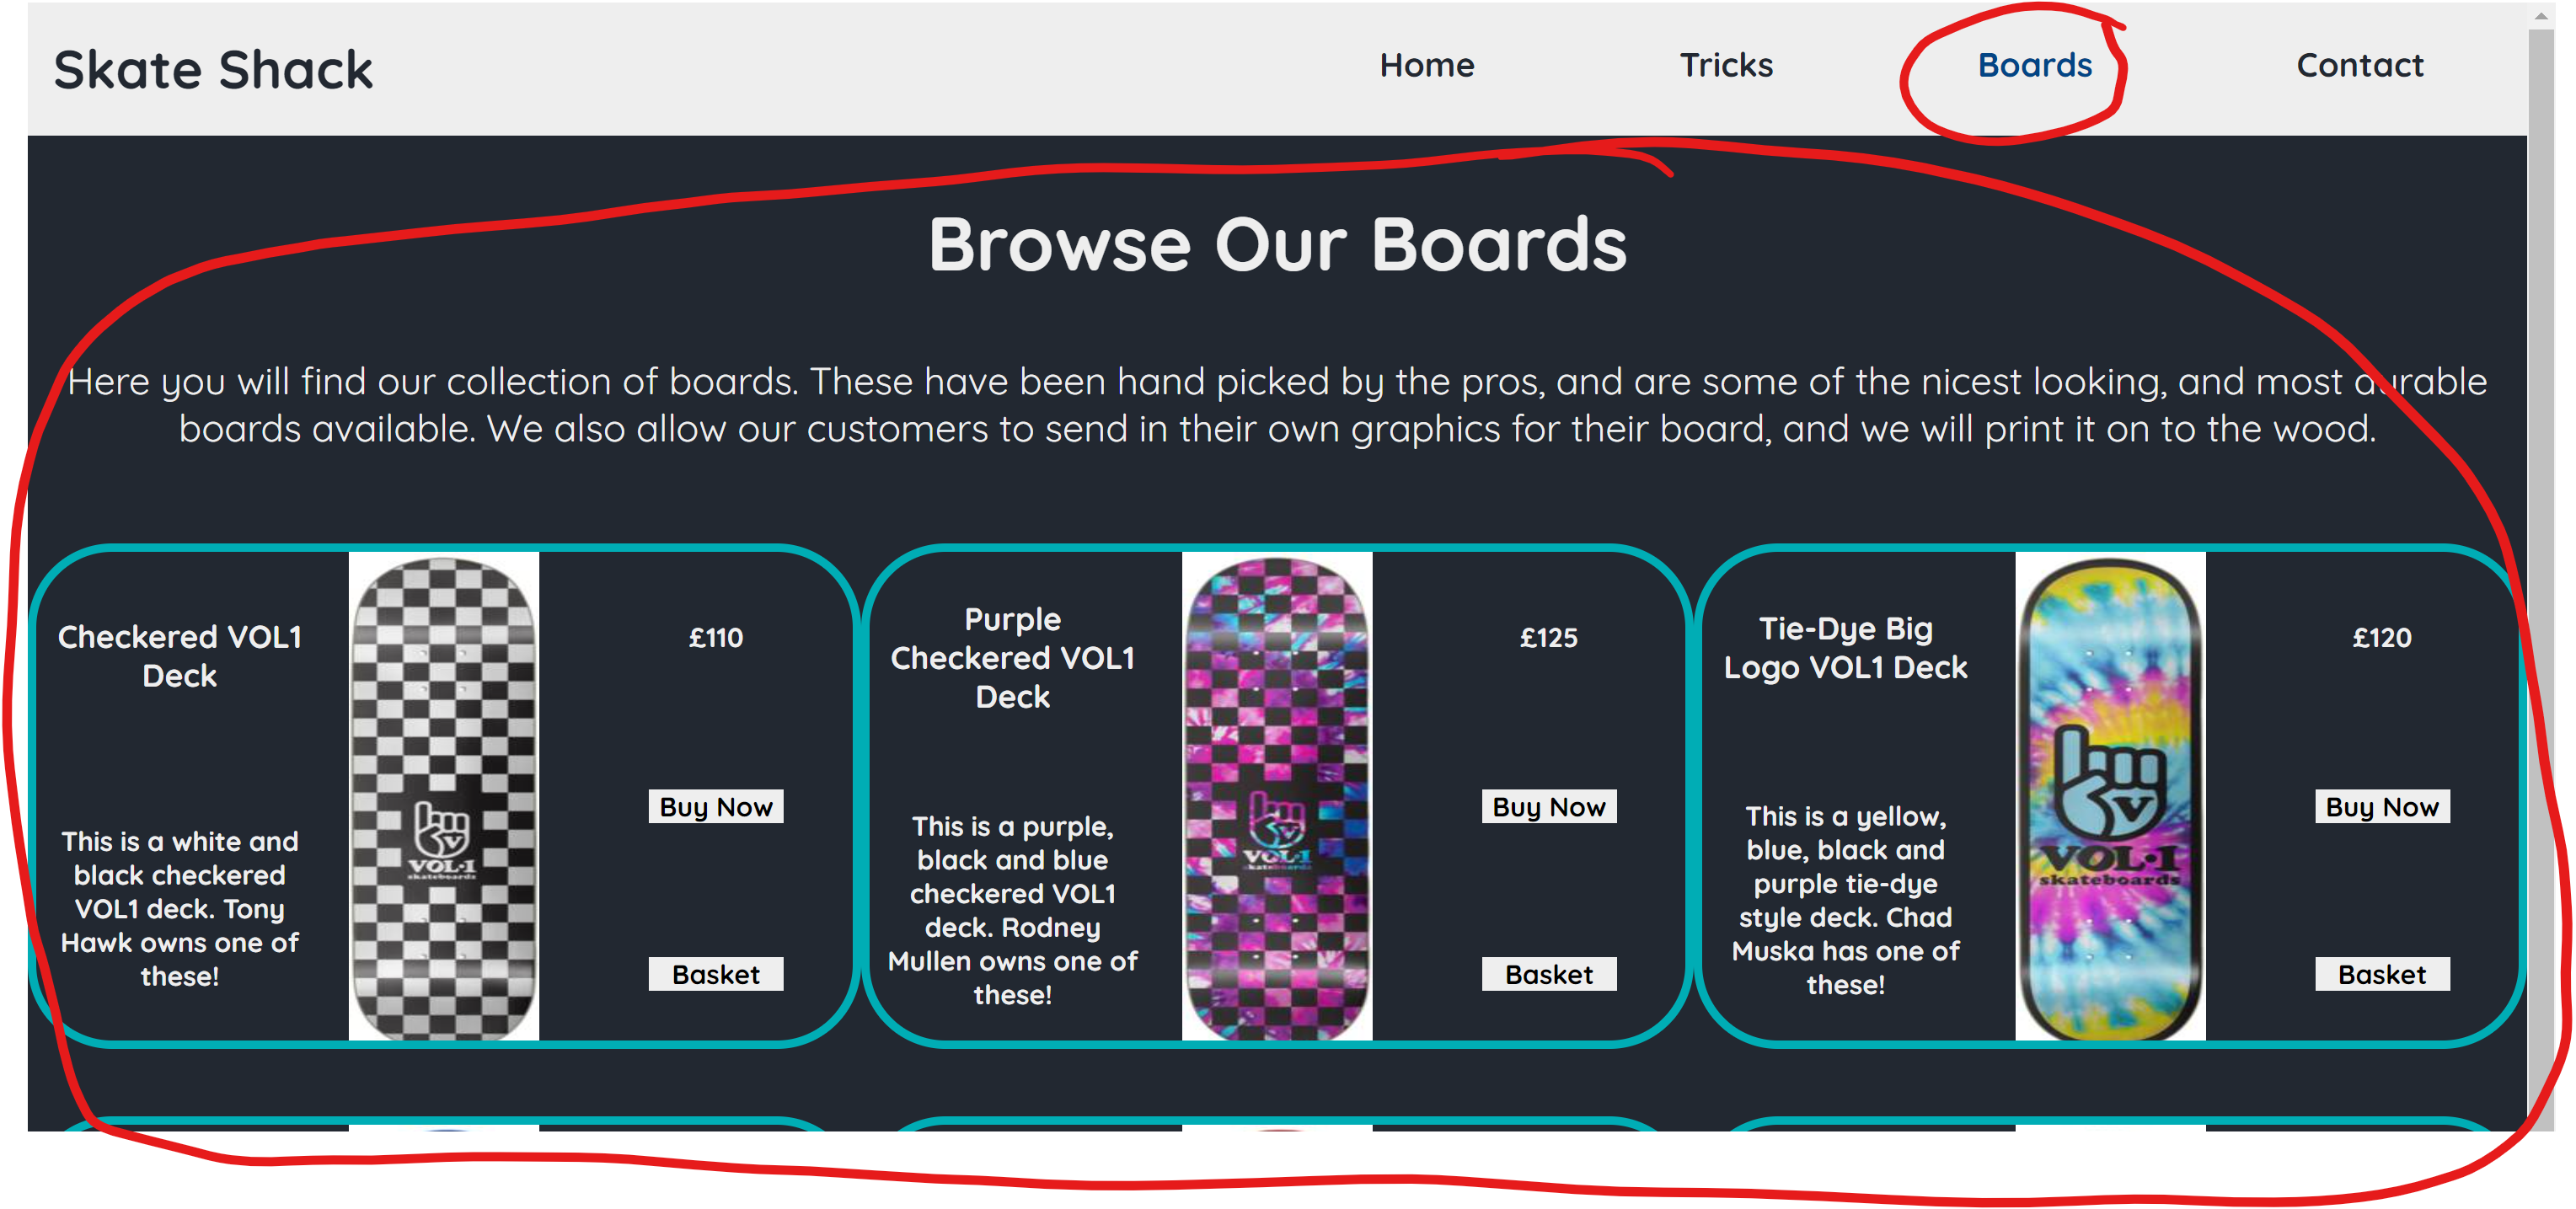 Skate Shack
Home
Tricks
Boards
Contact
Browse Our Boards
Here you will find our collection of boards. These have been hand picked by the pros, and are some of the nicest looking, and most durable
boards available. We also allow our customers to send in their own graphics for their board, and we will print it on to the wood.
Checkered VOL1
Deck
This is a white and
black checkered
VOL1 deck. Tony
Hawk owns one of
these!
V
VOL·1
skateboards
£110
Buy Now
Basket
Purple
Checkered VOL1
Deck
This is a purple,
black and blue
checkered VOL1
deck. Rodney
Mullen owns one of
these!
V
VOL·1
skateboards
£125
Buy Now
Basket
Tie-Dye Big
Logo VOL1 Deck
This is a yellow,
blue, black and
purple tie-dye
style deck. Chad
Muska has one of
these!
V
VOL·1
skateboards
£120
Buy Now
Basket